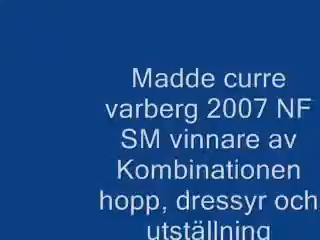 Madde curre
varberg 2007 NF
SM vinnare av
Kombinationen
hopp, dressyr och
utställning